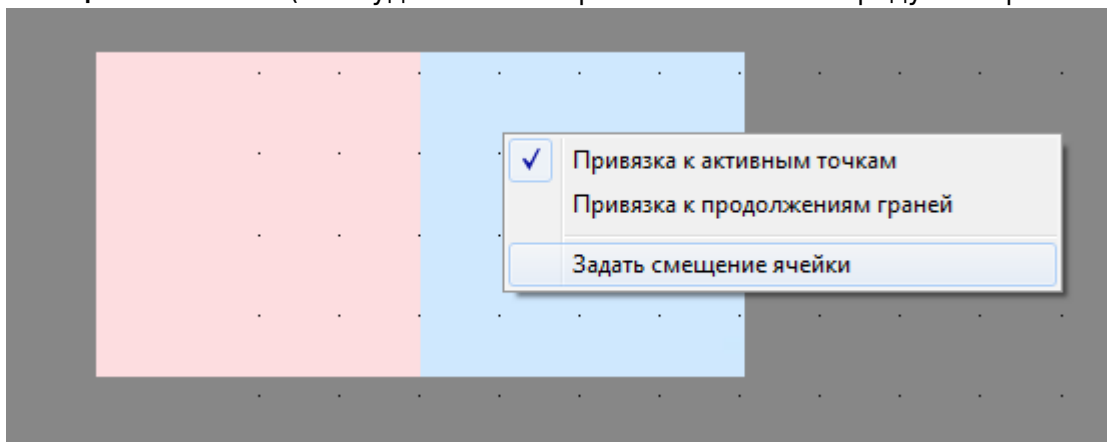 Привязка к активным точкам
Привязка к продолжениям граней
Задать смещение ячейки